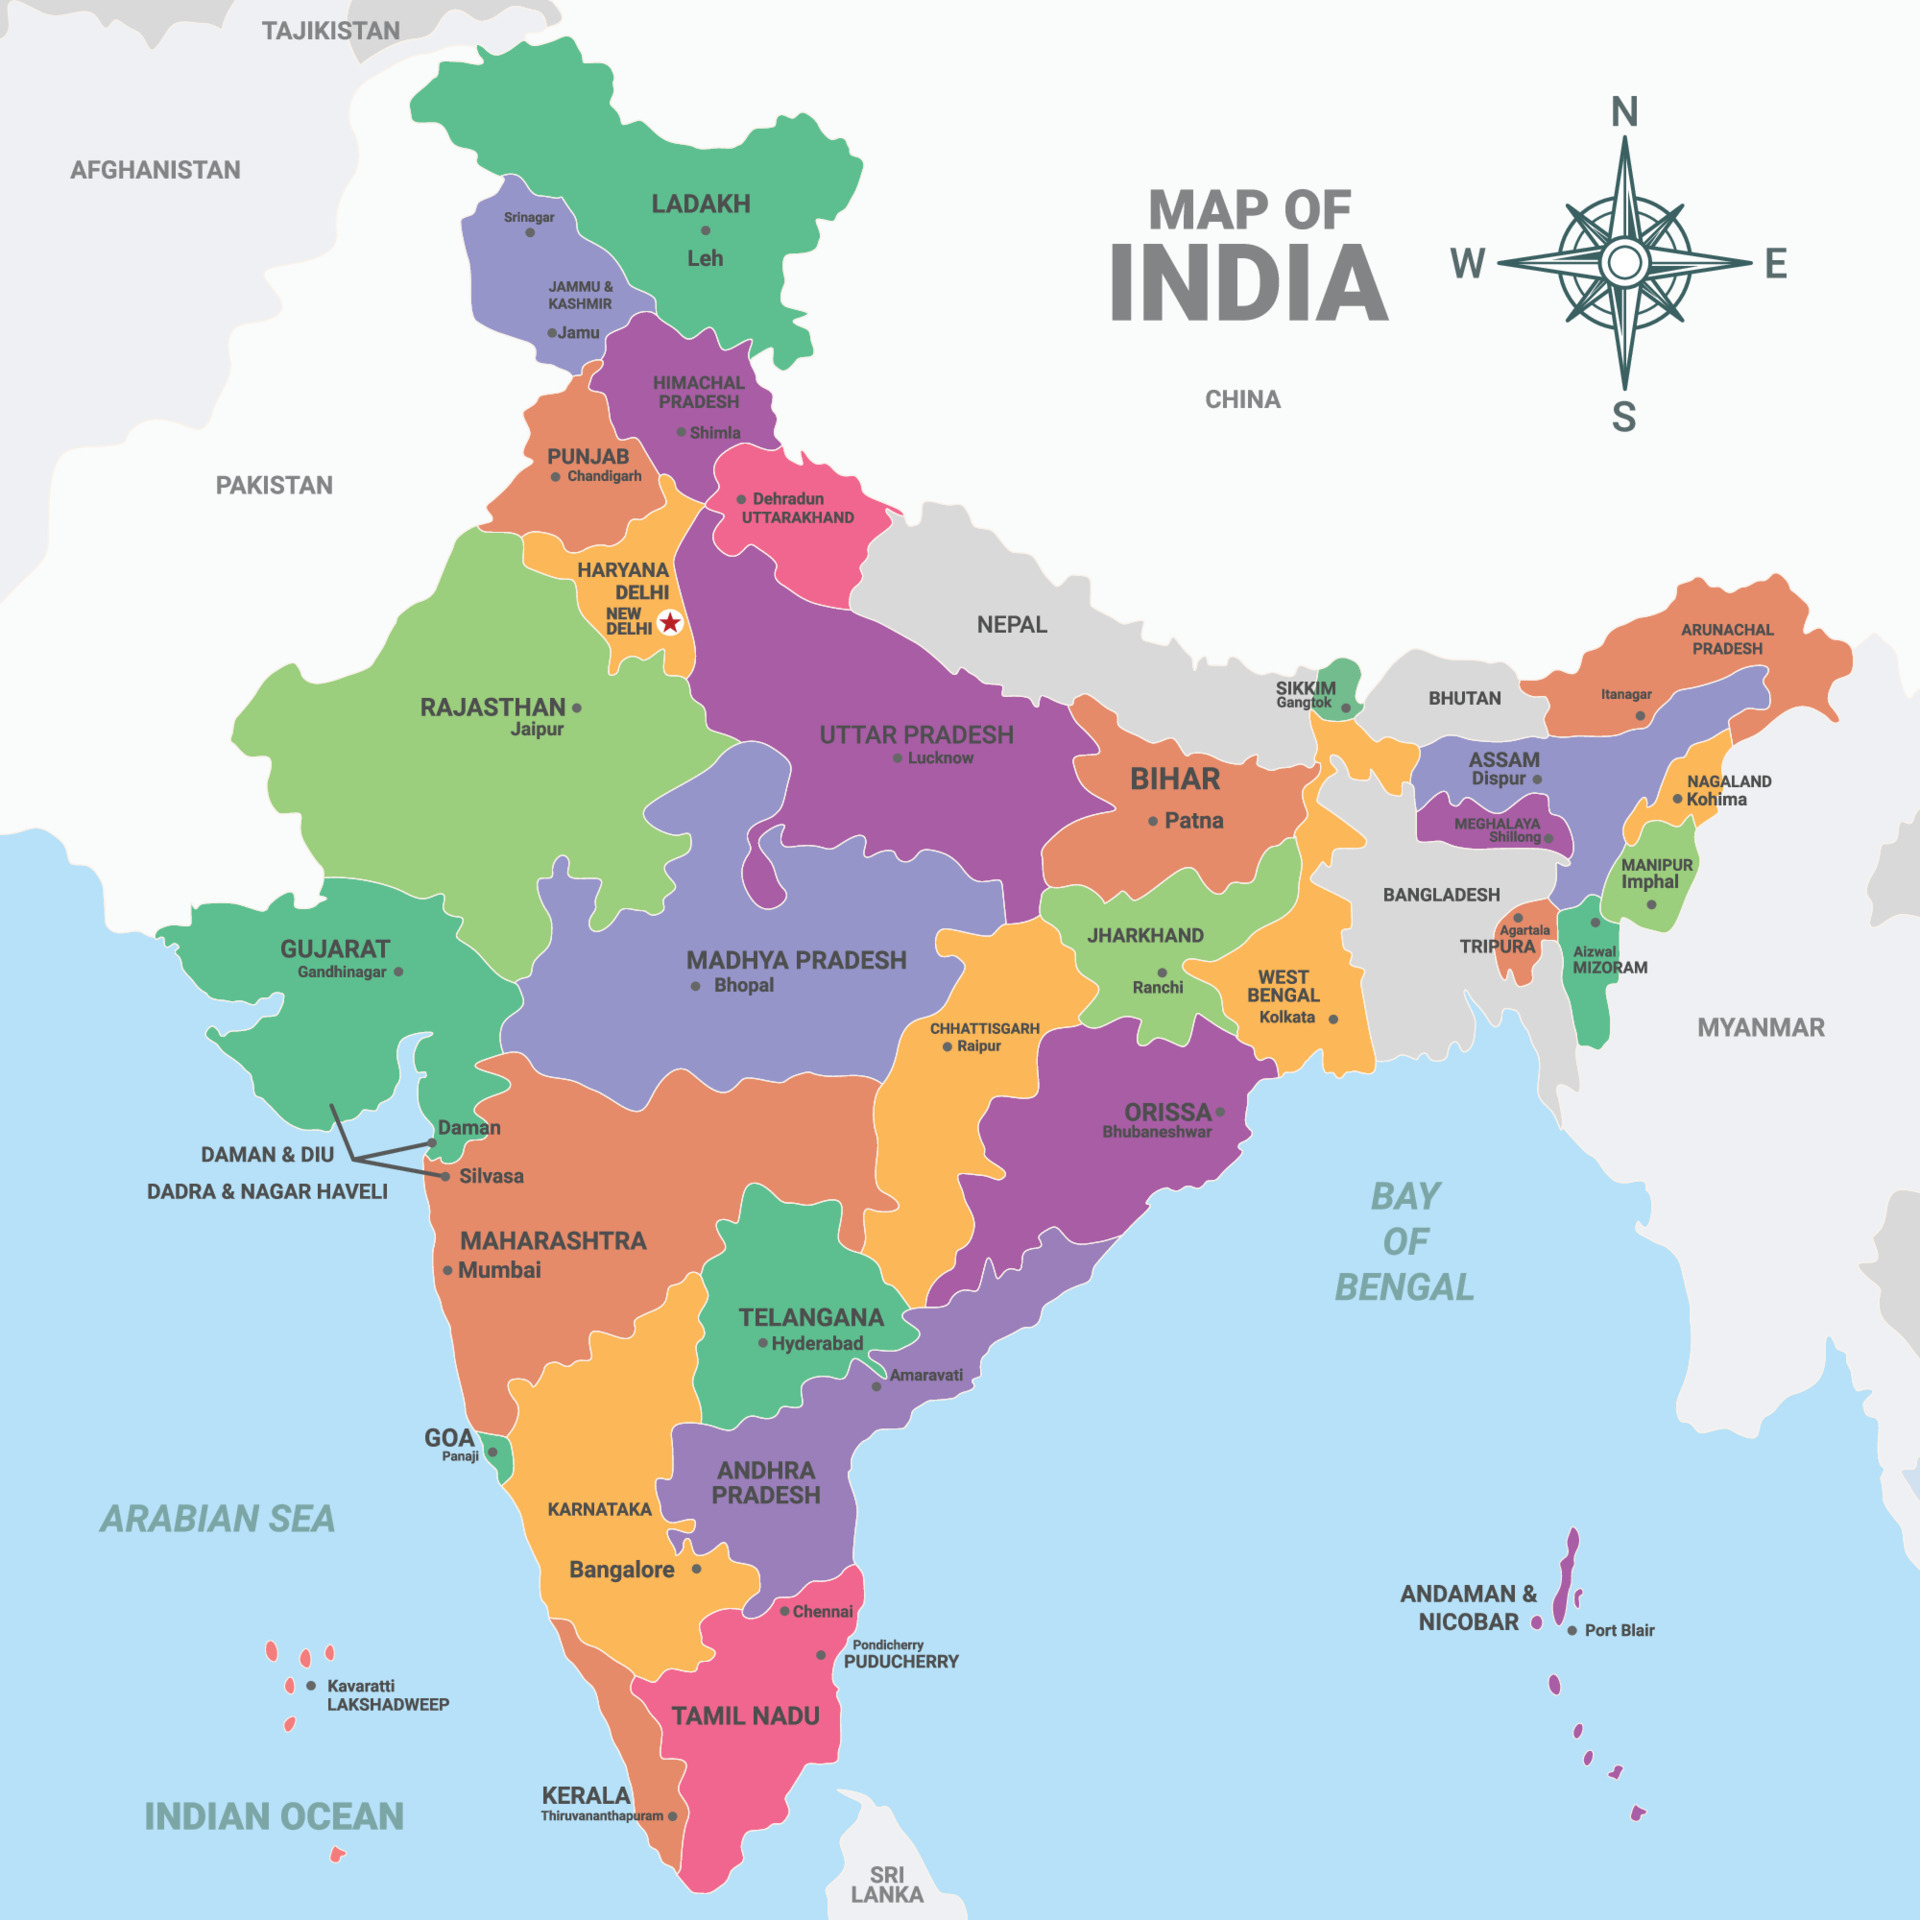 TAJIKISTAN
N
AFGHANISTAN
LADAKH
MAP OF
Srinagar
Leh
INDIA
W
E
JAMMU &
KASHMIR
Jamu
HIMACHAL
PRADESH
CHINA
S
Shimla
PUNJAB
Chandigarh
PAKISTAN
Dehradun
UTTARAKHAND
HARYANA
DELHI
NEW
DELHI
NEPAL
ARUNACHAL
PRADESH
SIKKIM
Gangtok
BHUTAN
Itanagar
RAJASTHAN
Jaipur
UTTAR PRADESH
Lucknow
ASSAM
Dispur
BIHAR
NAGALAND
Kohima
Patna
MEGHALAYA
Shillong
MANIPUR
Imphal
BANGLADESH
GUJARAT
Gandhinagar
JHARKHAND
Agartala
TRIPURA
Aizwal
MIZORAM
MADHYA PRADESH
Bhopal
WEST
BENGAL
Ranchi
Kolkata
CHHATTISGARH
Raipur
MYANMAR
ORISSA
Bhubaneshwar
Daman
DAMAN & DIU
Silvasa
DADRA & NAGAR HAVELI
BAY
OF
BENGAL
MAHARASHTRA
Mumbai
TELANGANA
Hyderabad
Amaravati
GOA
Panaji
ANDHRA
PRADESH
ARABIAN SEA
KARNATAKA
Bangalore
ANDAMAN &
NICOBAR
Port Blair
Chennai
Pondicherry
PUDUCHERRY
Kavaratti
LAKSHADWEEP
TAMIL NADU
KERALA
Thiruvananthapuram
INDIAN OCEAN
SRI
LANKA